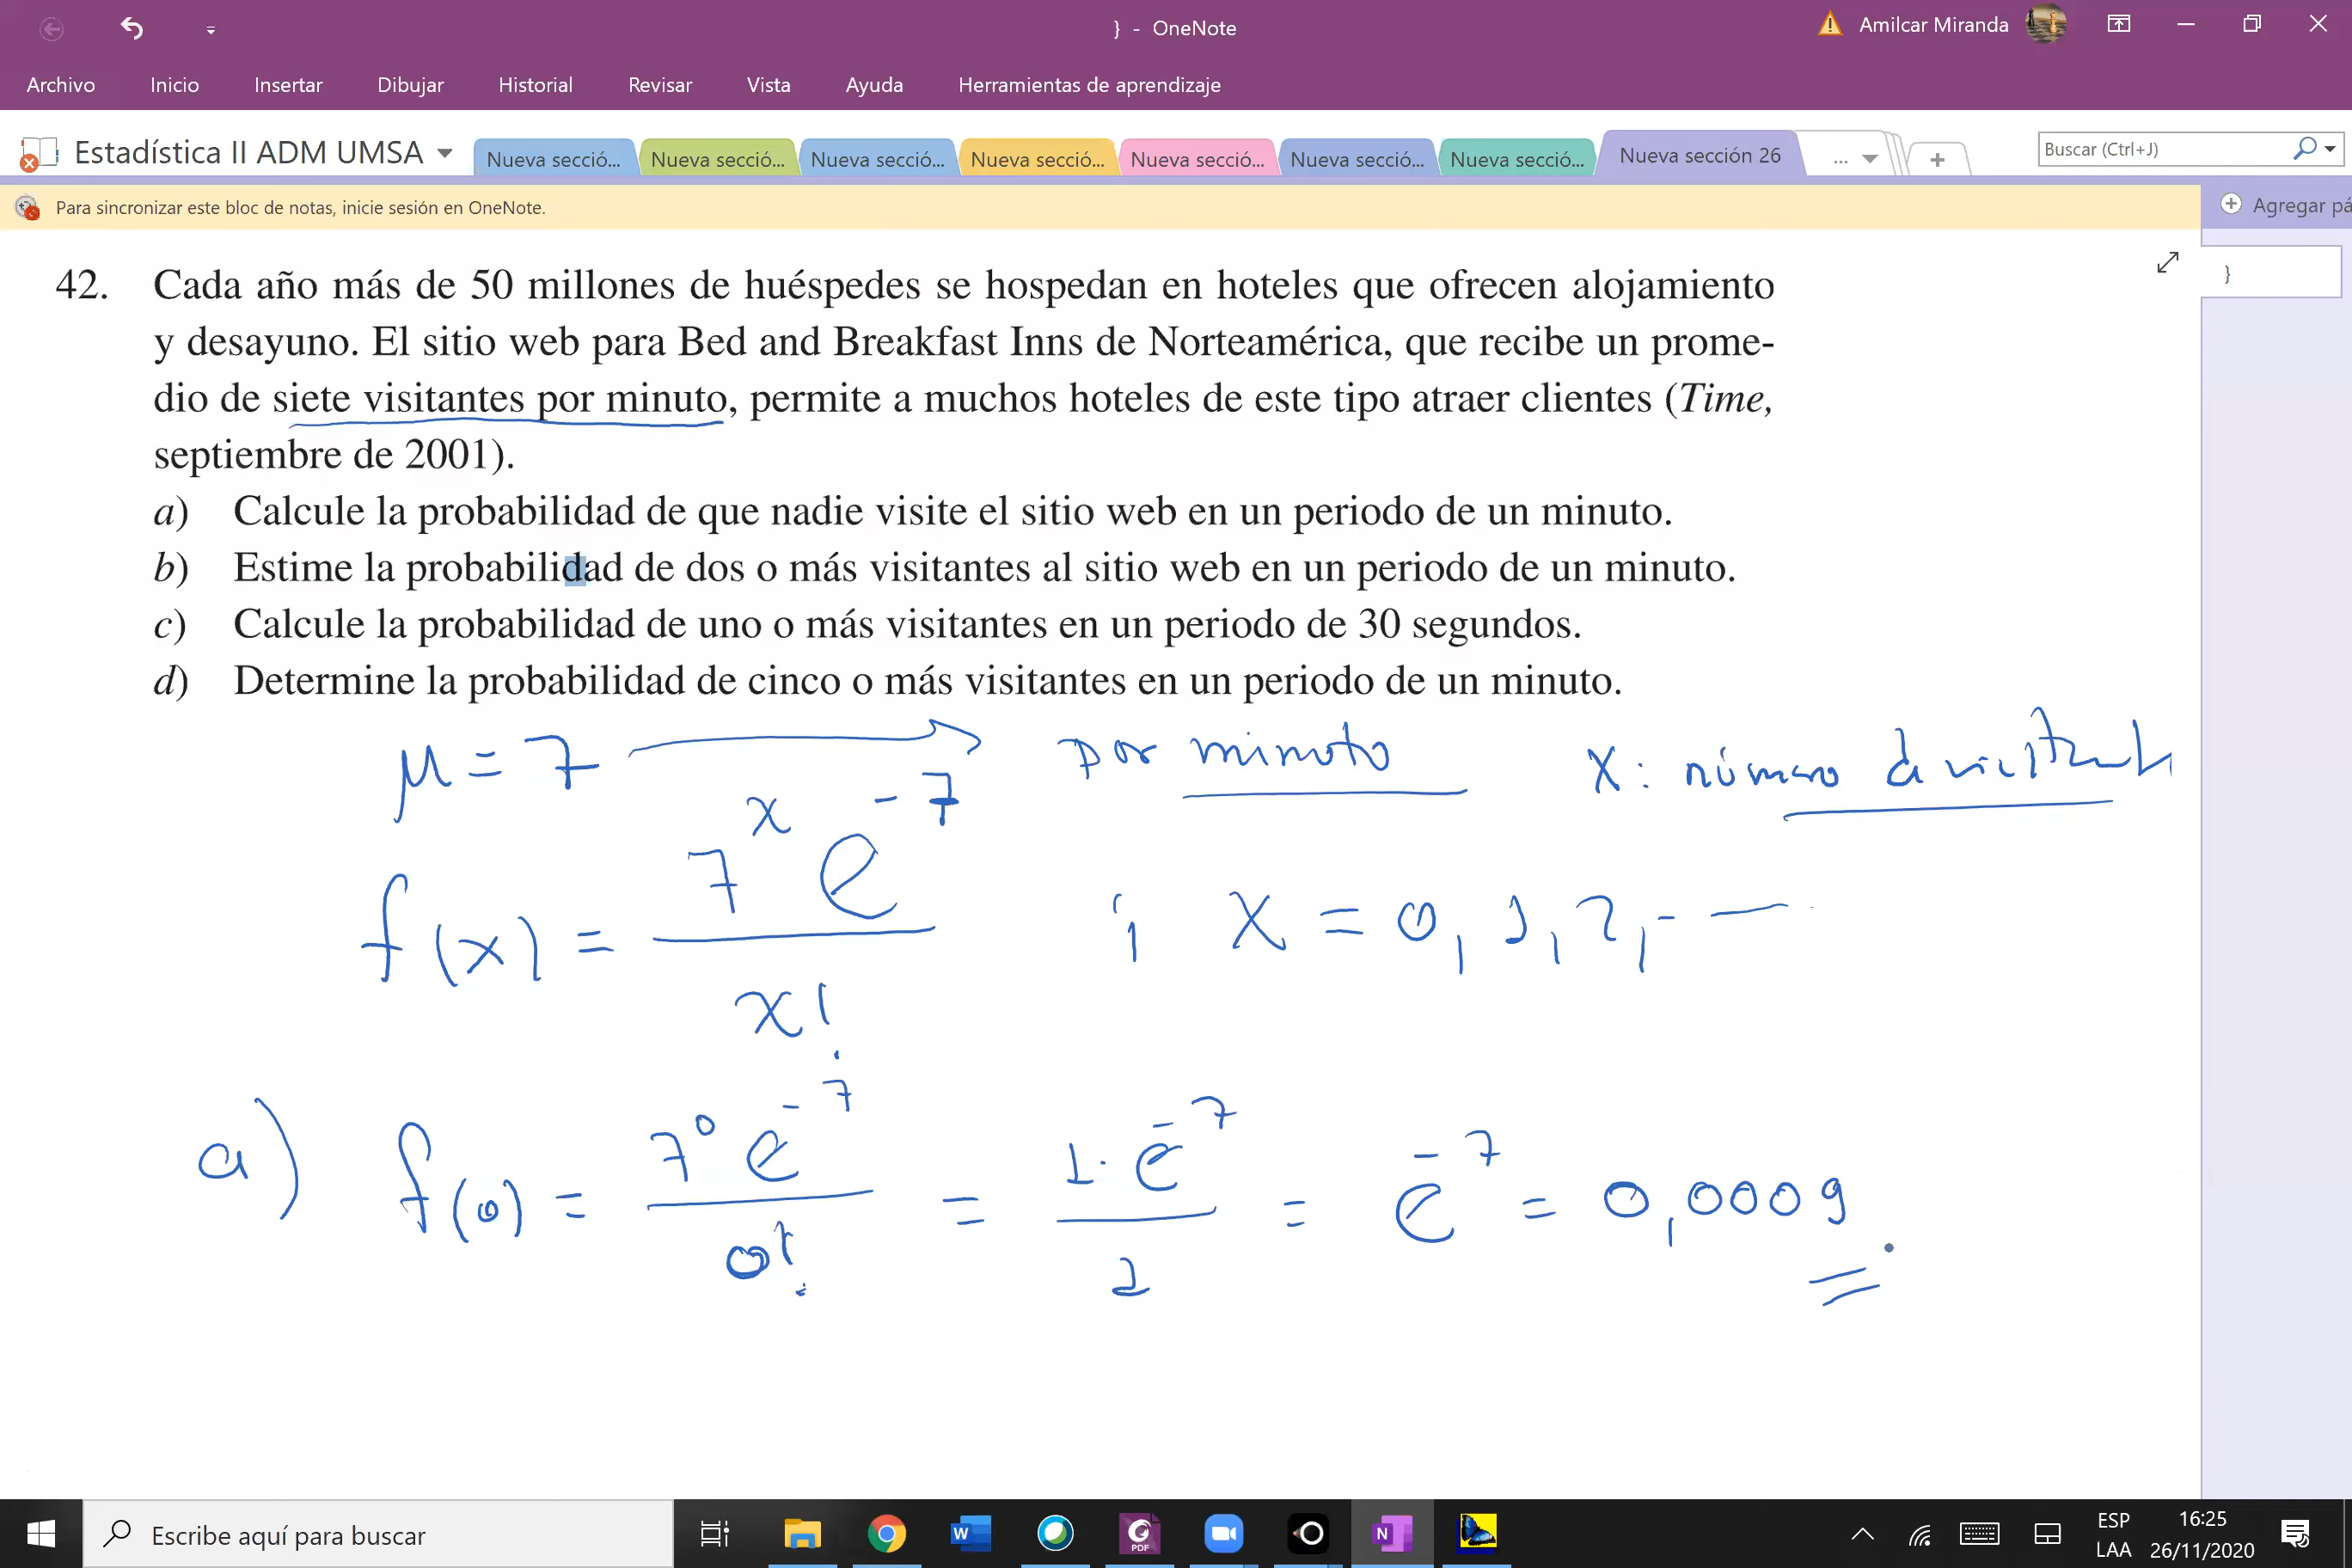 } - OneNote
Amilcar Miranda
Archivo Inicio Insertar Dibujar Historial Revisar Vista Ayuda Herramientas de aprendizaje
Estadística II ADM UMSA
Nueva secció... Nueva secció... Nueva secció... Nueva secció... Nueva secció... Nueva secció... Nueva secció... Nueva sección 26 ... +
Buscar (Ctrl+J)
Para sincronizar este bloc de notas, inicie sesión en OneNote.
Agregar pá
}
42. Cada año más de 50 millones de huéspedes se hospedan en hoteles que ofrecen alojamiento
y desayuno. El sitio web para Bed and Breakfast Inns de Norteamérica, que recibe un prome-
dio de siete visitantes por minuto, permite a muchos hoteles de este tipo atraer clientes (Time,
septiembre de 2001).
a) Calcule la probabilidad de que nadie visite el sitio web en un periodo de un minuto.
b) Estime la probabilidad de dos o más visitantes al sitio web en un periodo de un minuto.
c) Calcule la probabilidad de uno o más visitantes en un periodo de 30 segundos.
d) Determine la probabilidad de cinco o más visitantes en un periodo de un minuto.
μ = 7 → por minuto X: número de
f(x) = 7^x e^-7 / x! ; X = 0, 1, 2, - —
a) f(0) = 7^0 e^-7 / 0! = 1 · e^-7 / 1 = e^-7 = 0,0009
Escribe aquí para buscar
W
PDF
N
ESP
LAA
16:25
26/11/2020